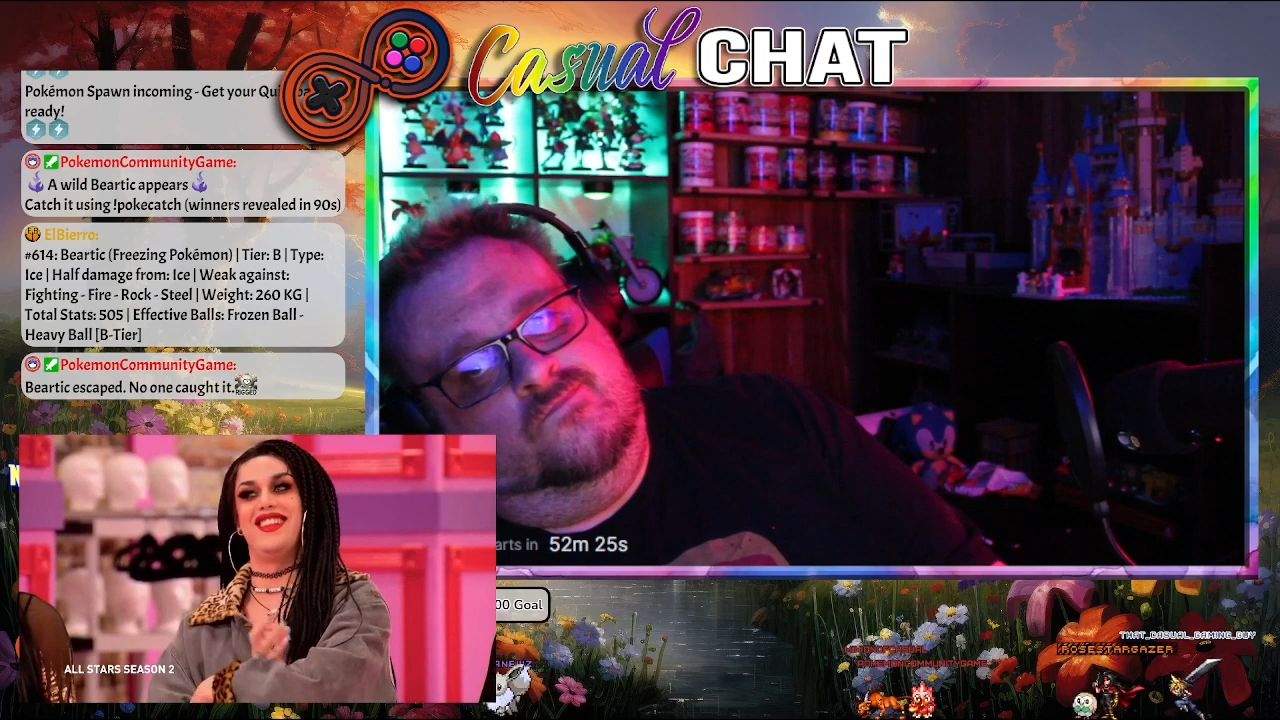 Casual CHAT
Pokémon Spawn incoming - Get your
ready!
PokemonCommunityGame:
A wild Beartic appears
Catch it using !pokecatch (winners revealed in 90s)
ElBierro:
#614: Beartic (Freezing Pokémon) | Tier: B | Type:
Ice | Half damage from: Ice | Weak against:
Fighting - Fire - Rock - Steel | Weight: 260 KG |
Total Stats: 505 | Effective Balls: Frozen Ball -
Heavy Ball [B-Tier]
PokemonCommunityGame:
Beartic escaped. No one caught it.
RIGGED
arts in 52m 25s
00 Goal
ALL STARS SEASON 2
THAT_CASUAL_GAMING_GUY
ROSESTARGAZER
POKEMONCOMMUNITYGAME